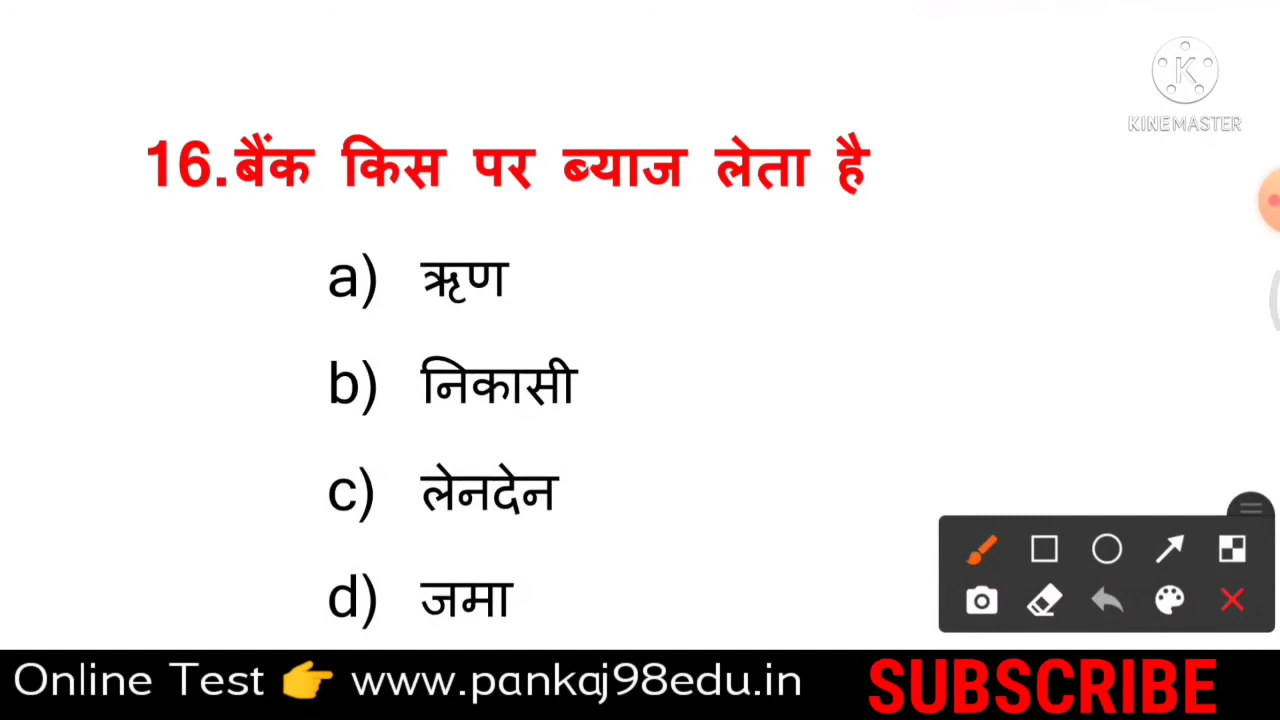 KINEMASTER
16.बैंक किस पर ब्याज लेता है
a) ऋण
b) निकासी
c) लेनदेन
d) जमा
Online Test 👉 www.pankaj98edu.in SUBSCRIBE